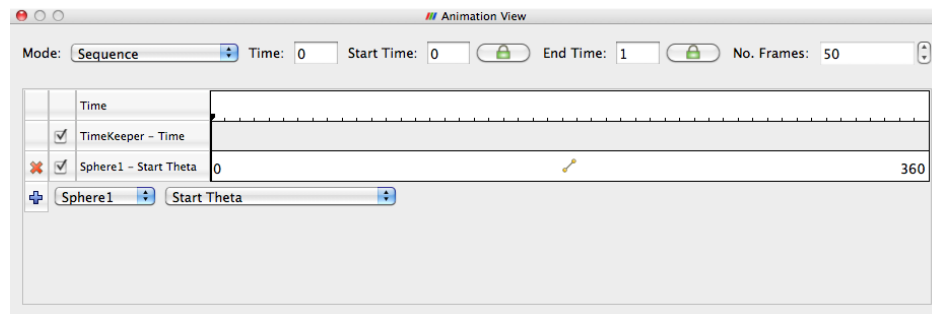 Animation View
Mode: Sequence Time: 0 Start Time: 0 End Time: 1 No. Frames: 50
Time
TimeKeeper – Time
Sphere1 – Start Theta 0 360
Sphere1 Start Theta